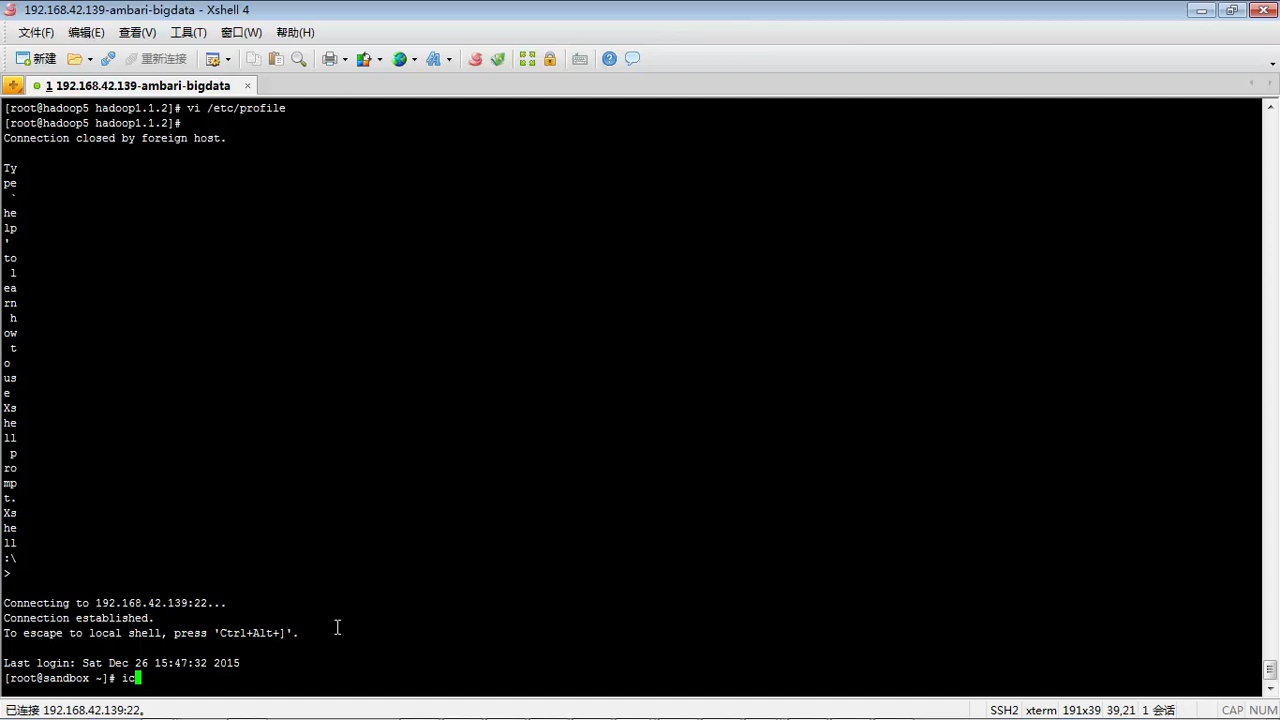 192.168.42.139-ambari-bigdata - Xshell 4
文件(F) 编辑(E) 查看(V) 工具(T) 窗口(W) 帮助(H)
新建 重新连接
1 192.168.42.139-ambari-bigdata ×
[root@hadoop5 hadoop1.1.2]# vi /etc/profile
[root@hadoop5 hadoop1.1.2]#
Connection closed by foreign host.
Ty
pe
`
he
lp
'
to
l
ea
rn
h
ow
t
o
us
e
Xs
he
ll
p
ro
mp
t.
Xs
he
ll
:\
>
Connecting to 192.168.42.139:22...
Connection established.
To escape to local shell, press 'Ctrl+Alt+]'.
Last login: Sat Dec 26 15:47:32 2015
[root@sandbox ~]# ic
已连接 192.168.42.139:22。 SSH2 xterm 191x39 39,21 1 会话 CAP NUM